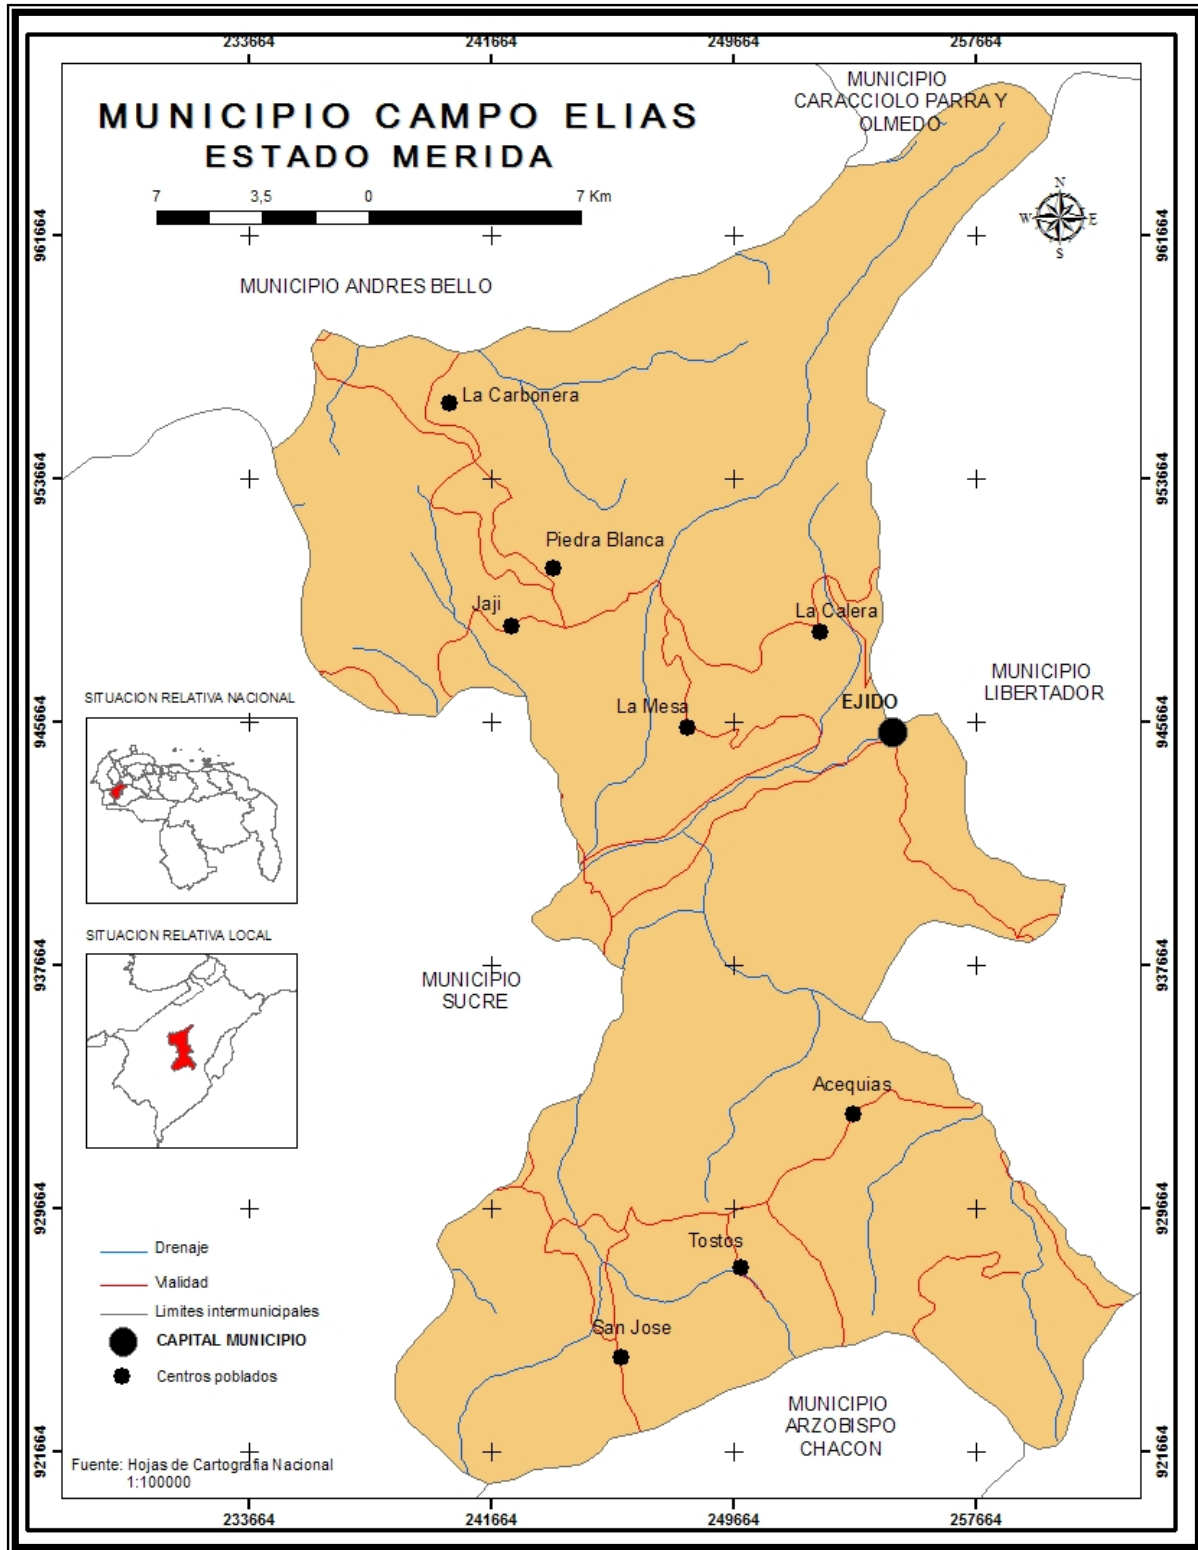 233664 241664 249664 257664
MUNICIPIO CAMPO ELIAS
ESTADO MERIDA
7 3,5 0 7 Km
MUNICIPIO
CARACCIOLO PARRA Y
OLMEDO
N
W E
S
961664 961664
MUNICIPIO ANDRES BELLO
La Carbonera
953664 953664
Piedra Blanca
Jaji
La Calera
MUNICIPIO
LIBERTADOR
SITUACION RELATIVA NACIONAL
La Mesa
EJIDO
945664 945664
SITUACION RELATIVA LOCAL
937664 937664
MUNICIPIO
SUCRE
Acequias
929664 929664
Tostos
San Jose
Drenaje
Vialidad
Limites intermunicipales
CAPITAL MUNICIPIO
Centros poblados
MUNICIPIO
ARZOBISPO
CHACON
921664 921664
Fuente: Hojas de Cartografia Nacional
1:100000
233664 241664 249664 257664